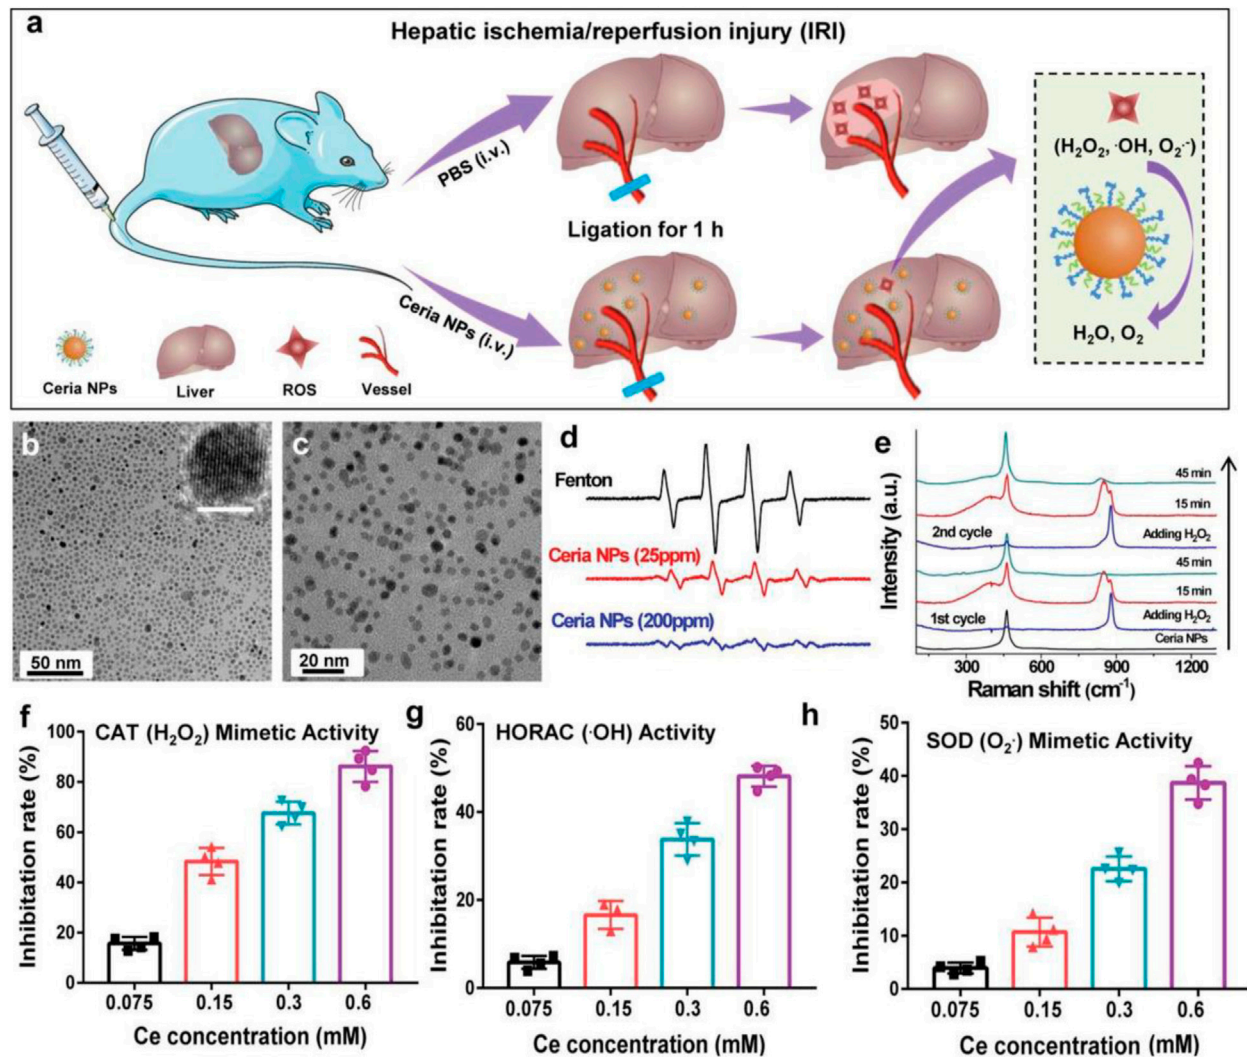 a
Hepatic ischemia/reperfusion injury (IRI)
PBS (i.v.)
Ligation for 1 h
Ceria NPs (i.v.)
(H₂O₂, ·OH, O₂·⁻)
H₂O, O₂
Ceria NPs
Liver
ROS
Vessel
b
50 nm
c
20 nm
d
Fenton
Ceria NPs (25ppm)
Ceria NPs (200ppm)
e
Intensity (a.u.)
45 min
15 min
2nd cycle
Adding H₂O₂
45 min
15 min
1st cycle
Adding H₂O₂
Ceria NPs
300 600 900 1200
Raman shift (cm⁻¹)
f
CAT (H₂O₂) Mimetic Activity
Inhibitation rate (%)
100
80
60
40
20
0
0.075 0.15 0.3 0.6
Ce concentration (mM)
g
HORAC (·OH) Activity
Inhibitation rate (%)
60
40
20
0
0.075 0.15 0.3 0.6
Ce concentration (mM)
h
SOD (O₂·) Mimetic Activity
Inhibitation rate (%)
50
40
30
20
10
0
0.075 0.15 0.3 0.6
Ce concentration (mM)